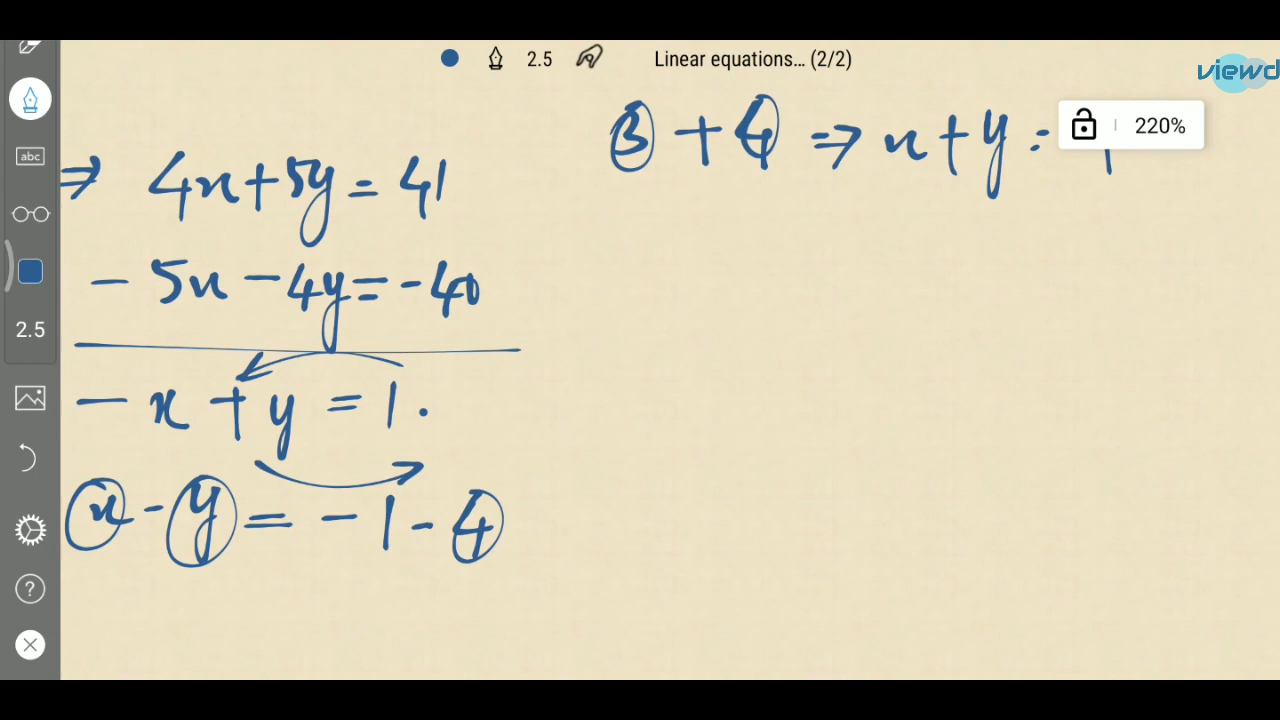 2.5 Linear equations... (2/2)
viewd
abc
2.5
?
220%
⇒ 4x+5y=41
- 5x -4y=-40
- x + y = 1.
x - y = -1 - ④
③ + ④ ⇒ x+y =